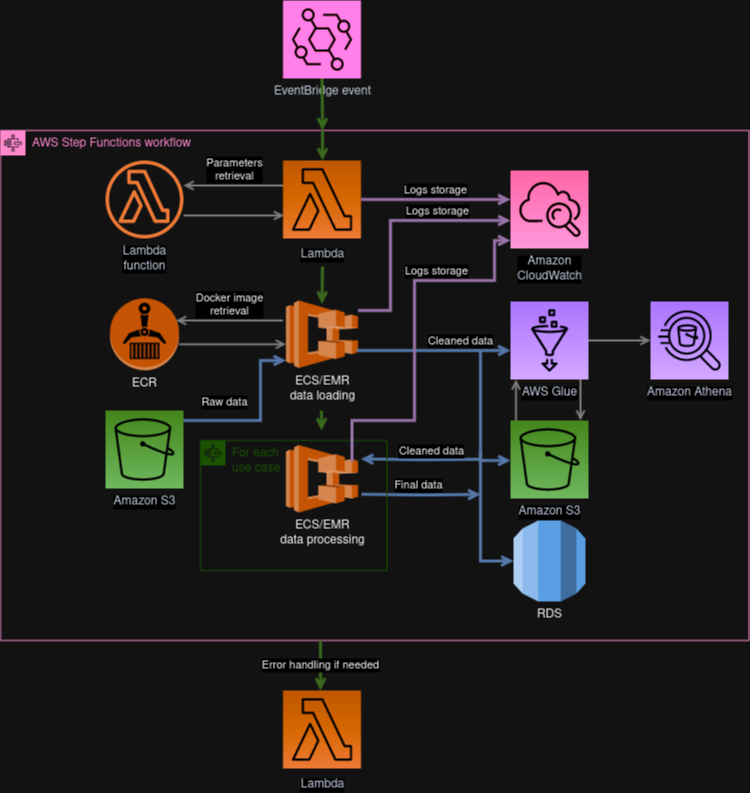 EventBridge event
AWS Step Functions workflow
Parameters
retrieval
Logs storage
Logs storage
Lambda
function
Lambda
Amazon
CloudWatch
Logs storage
Docker image
retrieval
Cleaned data
ECR
ECS/EMR
data loading
AWS Glue
Amazon Athena
Raw data
For each
use case
Cleaned data
Final data
Amazon S3
Amazon S3
ECS/EMR
data processing
RDS
Error handling if needed
Lambda